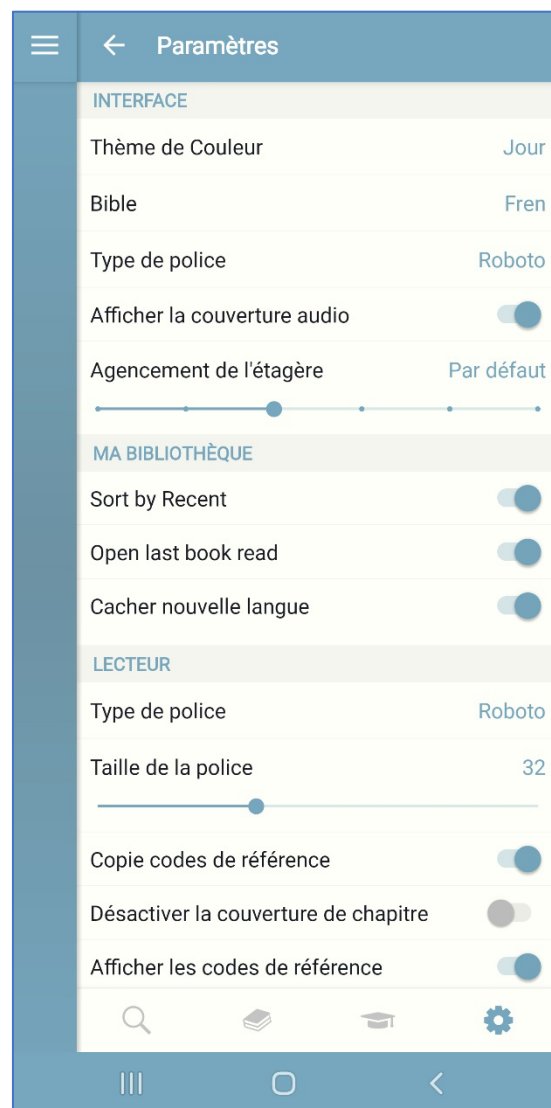 Paramètres
INTERFACE
Thème de Couleur Jour
Bible Fren
Type de police Roboto
Afficher la couverture audio
Agencement de l'étagère Par défaut
MA BIBLIOTHÈQUE
Sort by Recent
Open last book read
Cacher nouvelle langue
LECTEUR
Type de police Roboto
Taille de la police 32
Copie codes de référence
Désactiver la couverture de chapitre
Afficher les codes de référence